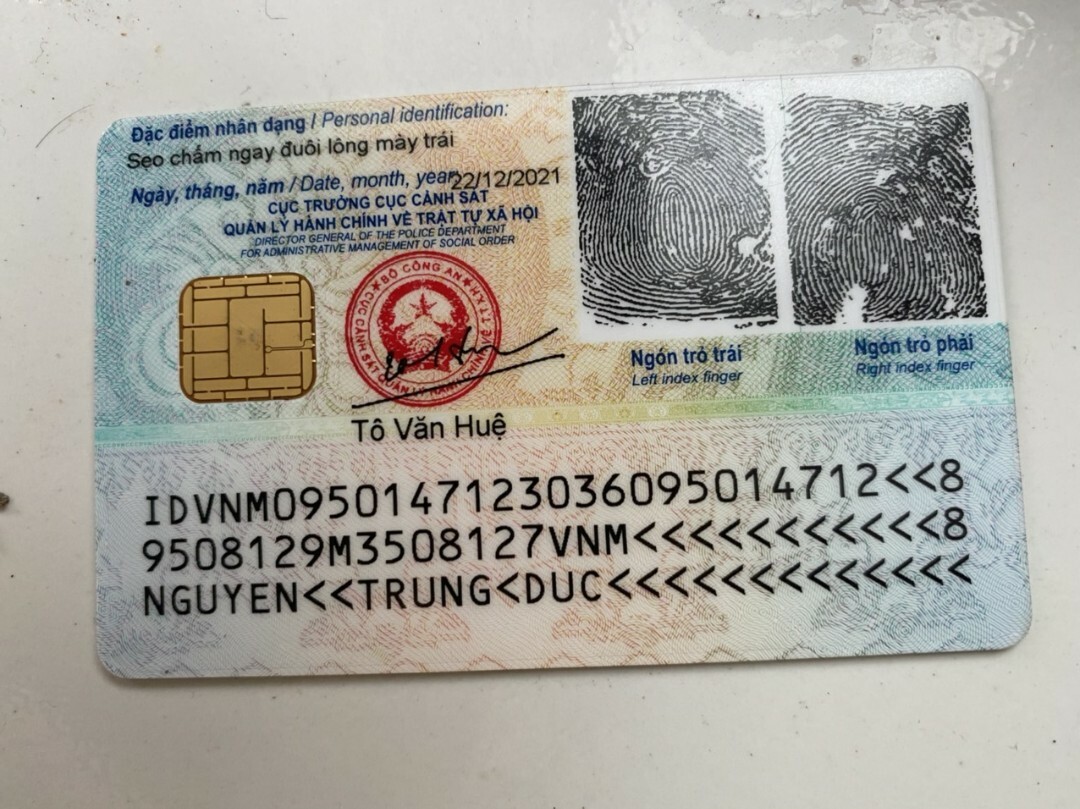 Đặc điểm nhân dạng / Personal identification:
Sẹo chấm ngay đuôi lông mày trái
Ngày, tháng, năm / Date, month, year: 22/12/2021
CỤC TRƯỞNG CỤC CẢNH SÁT
QUẢN LÝ HÀNH CHÍNH VỀ TRẬT TỰ XÃ HỘI
DIRECTOR GENERAL OF THE POLICE DEPARTMENT
FOR ADMINISTRATIVE MANAGEMENT OF SOCIAL ORDER
BỘ CÔNG AN
Tô Văn Huệ
Ngón trỏ trái
Left index finger
Ngón trỏ phải
Right index finger
IDVNM0950147123036095014712<<8
9508129M3508127VNM<<<<<<<<<<<8
NGUYEN<<TRUNG<DUC<<<<<<<<<<<<<